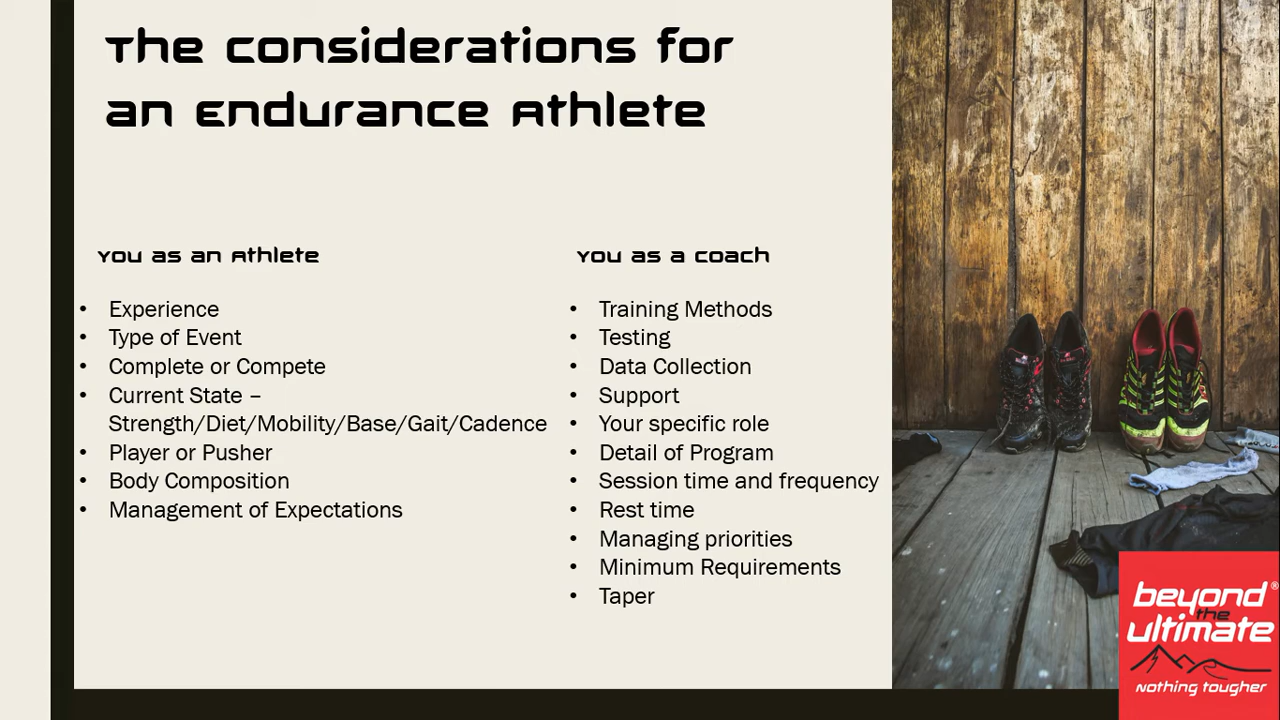 The Considerations for
an Endurance Athlete
You as an Athlete
• Experience
• Type of Event
• Complete or Compete
• Current State –
Strength/Diet/Mobility/Base/Gait/Cadence
• Player or Pusher
• Body Composition
• Management of Expectations
You as a Coach
• Training Methods
• Testing
• Data Collection
• Support
• Your specific role
• Detail of Program
• Session time and frequency
• Rest time
• Managing priorities
• Minimum Requirements
• Taper
beyond®
the
ultimate
Nothing tougher